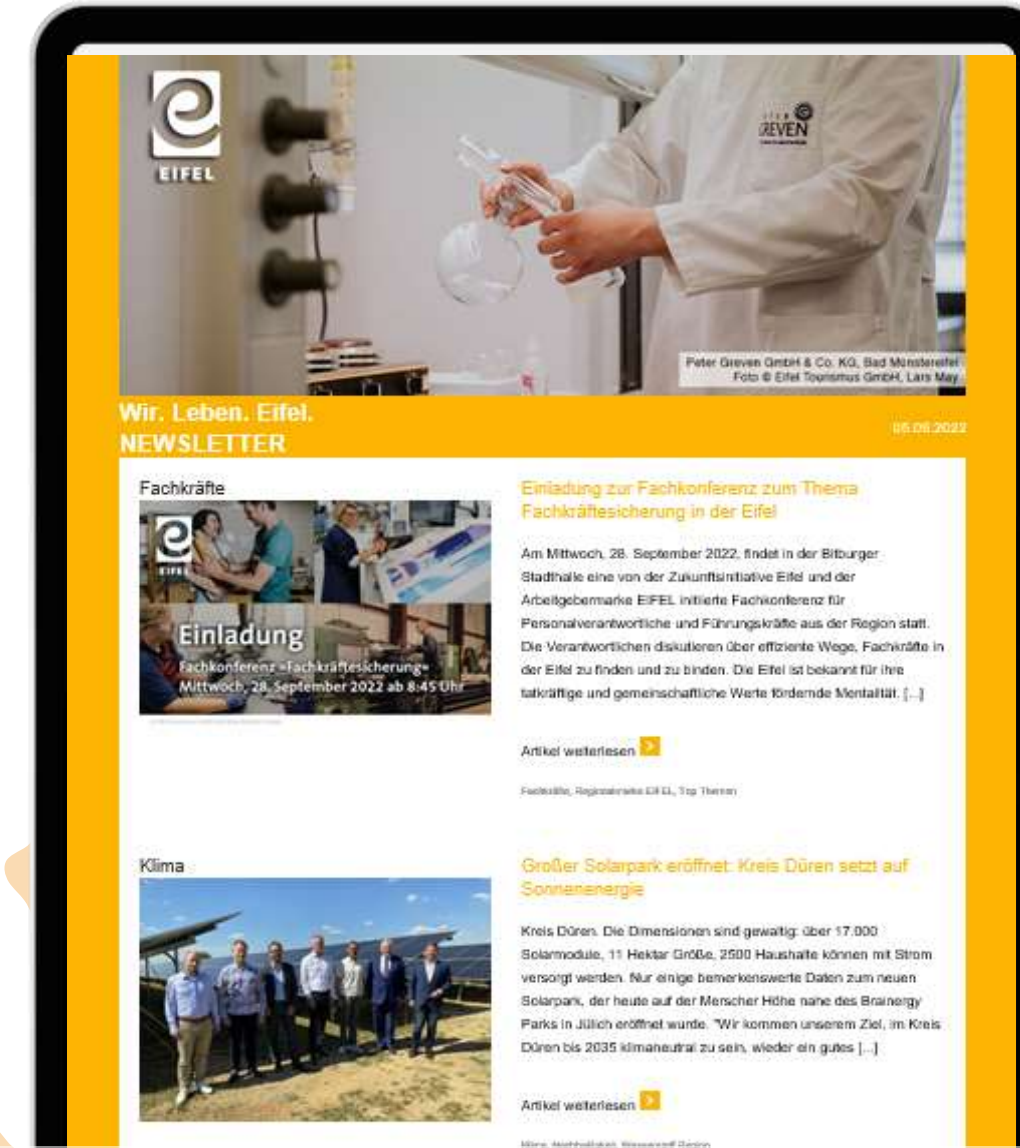 EIFEL
GREVEN
Peter Greven GmbH & Co. KG, Bad Münstereifel
Foto © Eifel Tourismus GmbH, Lars May
Wir. Leben. Eifel.
NEWSLETTER
2022
Fachkräfte
EIFEL
Einladung
Fachkonferenz »Fachkräftesicherung«
Mittwoch, 28. September 2022 ab 8:45 Uhr
Einladung zur Fachkonferenz zum Thema
Fachkräftesicherung in der Eifel
Am Mittwoch, 28. September 2022, findet in der Bitburger
Stadthalle eine von der Zukunftsinitiative Eifel und der
Arbeitgebermarke EIFEL initiierte Fachkonferenz für
Personalverantwortliche und Führungskräfte aus der Region statt.
Die Verantwortlichen diskutieren über effiziente Wege, Fachkräfte in
der Eifel zu finden und zu binden. Die Eifel ist bekannt für ihre
tatkräftige und gemeinschaftliche Werte fördernde Mentalität. [...]
Artikel weiterlesen
Fachkräfte, Regionalmarke EIFEL, Top Themen
Klima
Großer Solarpark eröffnet: Kreis Düren setzt auf
Sonnenenergie
Kreis Düren. Die Dimensionen sind gewaltig: über 17.000
Solarmodule, 11 Hektar Größe, 2500 Haushalte können mit Strom
versorgt werden. Nur einige bemerkenswerte Daten zum neuen
Solarpark, der heute auf der Merscher Höhe nahe des Brainergy
Parks in Jülich eröffnet wurde. "Wir kommen unserem Ziel, im Kreis
Düren bis 2035 klimaneutral zu sein, wieder ein gutes [...]
Artikel weiterlesen